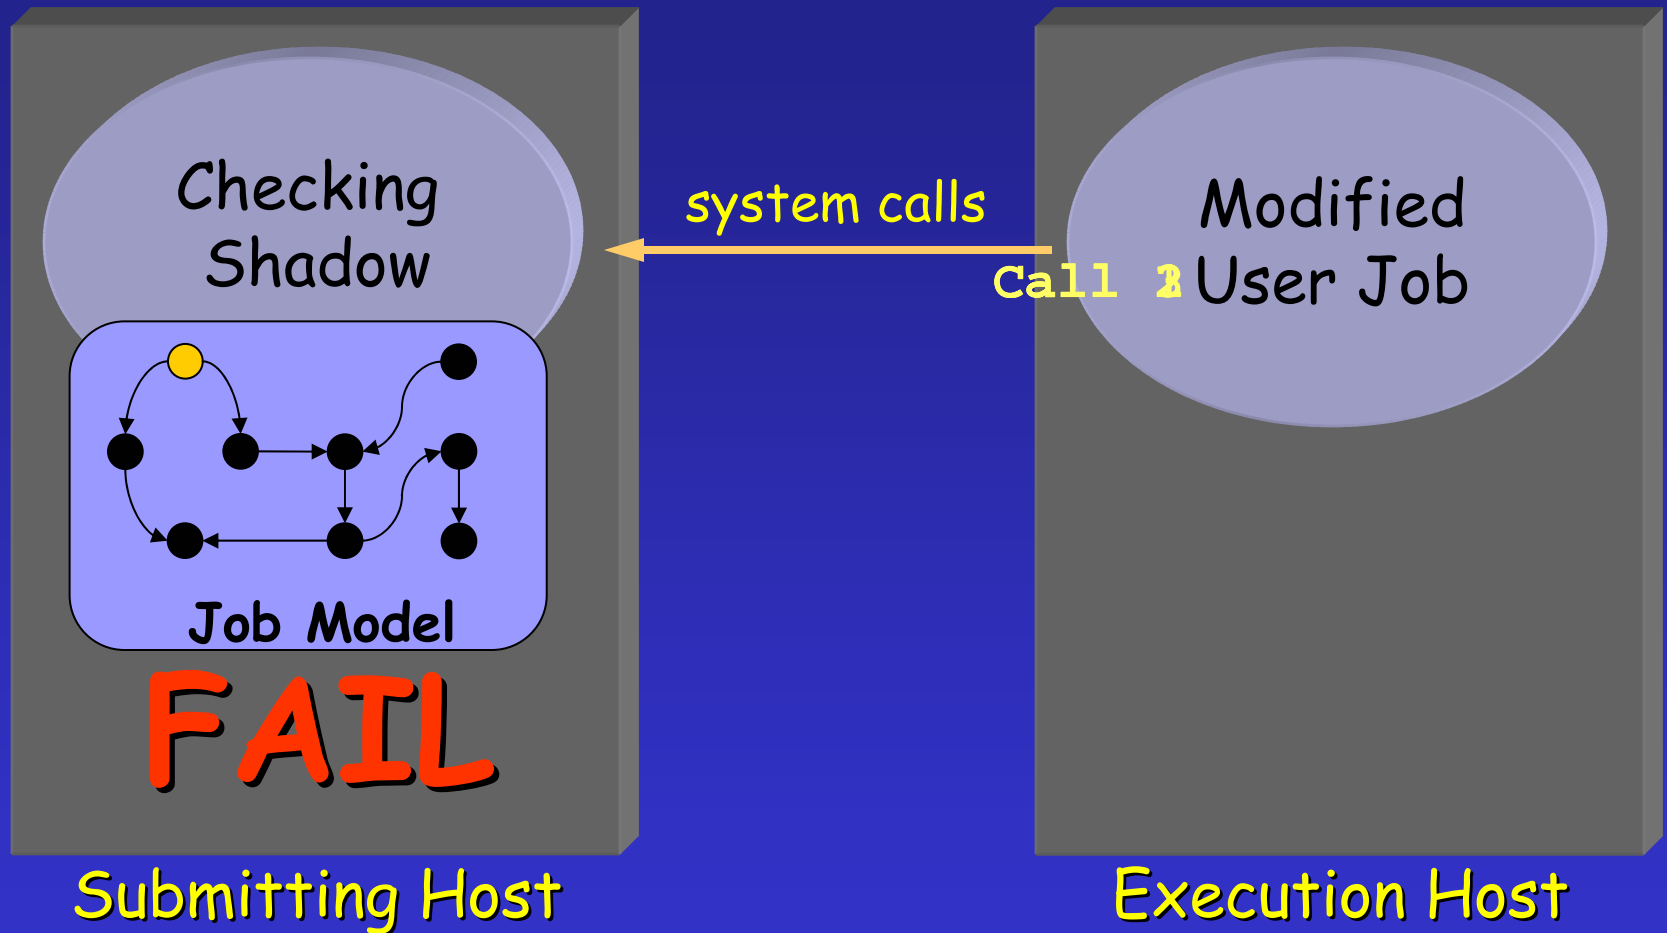 Checking
Shadow
system calls
Call
Modified
User Job
Job Model
FAIL
Submitting Host
Execution Host